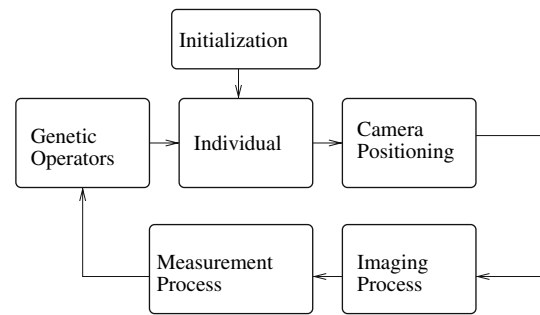 Initialization
Genetic
Operators
Individual
Camera
Positioning
Measurement
Process
Imaging
Process